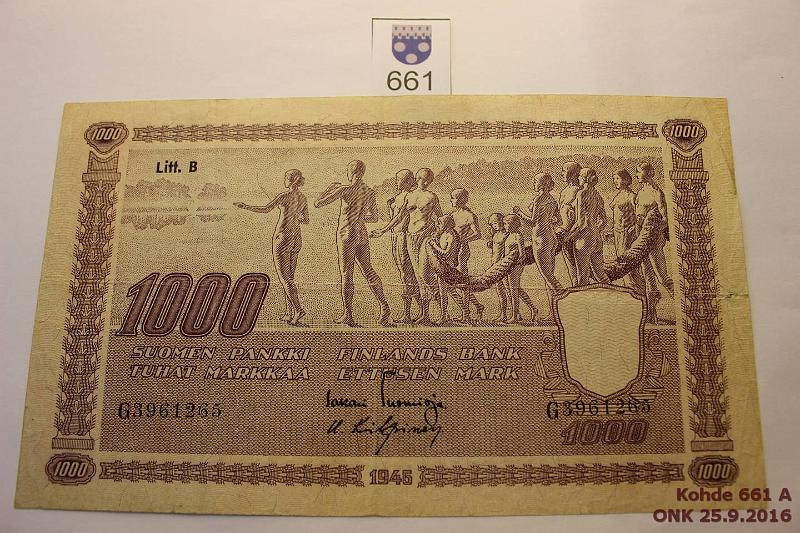 661
1000 1000
Litt. B
1000
SUOMEN PANKKI FINLANDS BANK
TUHAT MARKKAA ETTUSEN MARK
G3961265 G3961265
1000
1000 1945 1000
Kohde 661 A
ONK 25.9.2016